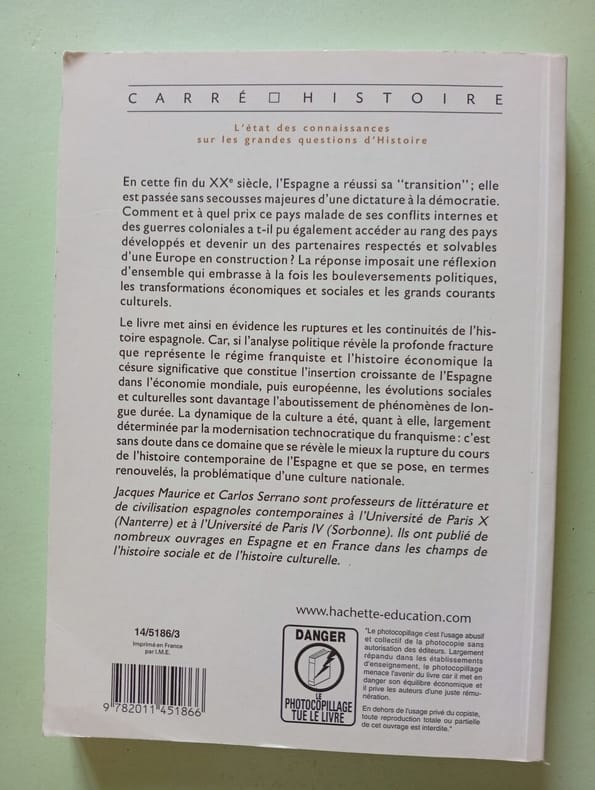 CARRÉ HISTOIRE
L'état des connaissances
sur les grandes questions d'Histoire
En cette fin du XXe siècle, l'Espagne a réussi sa "transition" ; elle
est passée sans secousses majeures d'une dictature à la démocratie.
Comment et à quel prix ce pays malade de ses conflits internes et
des guerres coloniales a t-il pu également accéder au rang des pays
développés et devenir un des partenaires respectés et solvables
d'une Europe en construction ? La réponse imposait une réflexion
d'ensemble qui embrasse à la fois les bouleversements politiques,
les transformations économiques et sociales et les grands courants
culturels.
Le livre met ainsi en évidence les ruptures et les continuités de l'his-
toire espagnole. Car, si l'analyse politique révèle la profonde fracture
que représente le régime franquiste et l'histoire économique la
césure significative que constitue l'insertion croissante de l'Espagne
dans l'économie mondiale, puis européenne, les évolutions sociales
et culturelles sont davantage l'aboutissement de phénomènes de lon-
gue durée. La dynamique de la culture a été, quant à elle, largement
déterminée par la modernisation technocratique du franquisme : c'est
sans doute dans ce domaine que se révèle le mieux la rupture du cours
de l'histoire contemporaine de l'Espagne et que se pose, en termes
renouvelés, la problématique d'une culture nationale.
Jacques Maurice et Carlos Serrano sont professeurs de littérature et
de civilisation espagnoles contemporaines à l'Université de Paris X
(Nanterre) et à l'Université de Paris IV (Sorbonne). Ils ont publié de
nombreux ouvrages en Espagne et en France dans les champs de
l'histoire sociale et de l'histoire culturelle.
www.hachette-education.com
14/5186/3
Imprimé en France
par I.M.E.
9 782011 451866
DANGER
LE
PHOTOCOPILLAGE
TUE LE LIVRE
"Le photocopillage c'est l'usage abusif
et collectif de la photocopie sans
autorisation des éditeurs. Largement
répandu dans les établissements
d'enseignement, le photocopillage
menace l'avenir du livre car il met en
danger son équilibre économique et
il prive les auteurs d'une juste rému-
nération.
En dehors de l'usage privé du copiste,
toute reproduction totale ou partielle
de cet ouvrage est interdite."